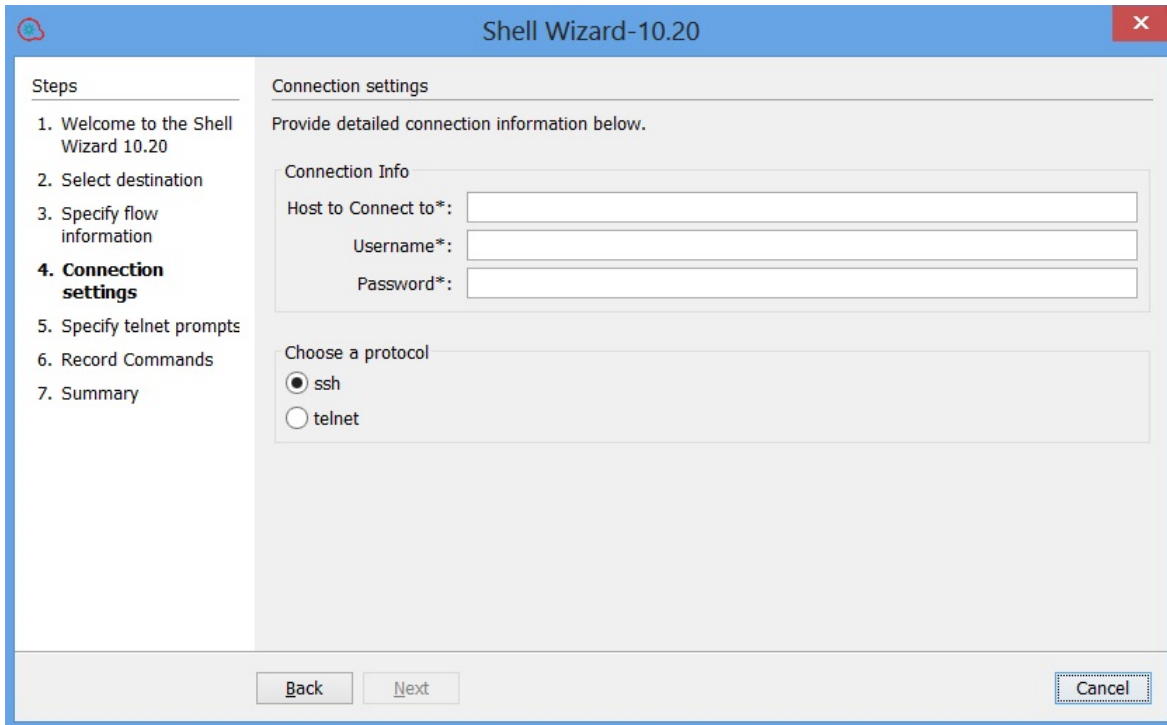 Shell Wizard-10.20
Steps
1. Welcome to the Shell
Wizard 10.20
2. Select destination
3. Specify flow
information
4. Connection
settings
5. Specify telnet prompts
6. Record Commands
7. Summary
Connection settings
Provide detailed connection information below.
Connection Info
Host to Connect to*:
Username*:
Password*:
Choose a protocol
ssh
telnet
Back
Next
Cancel